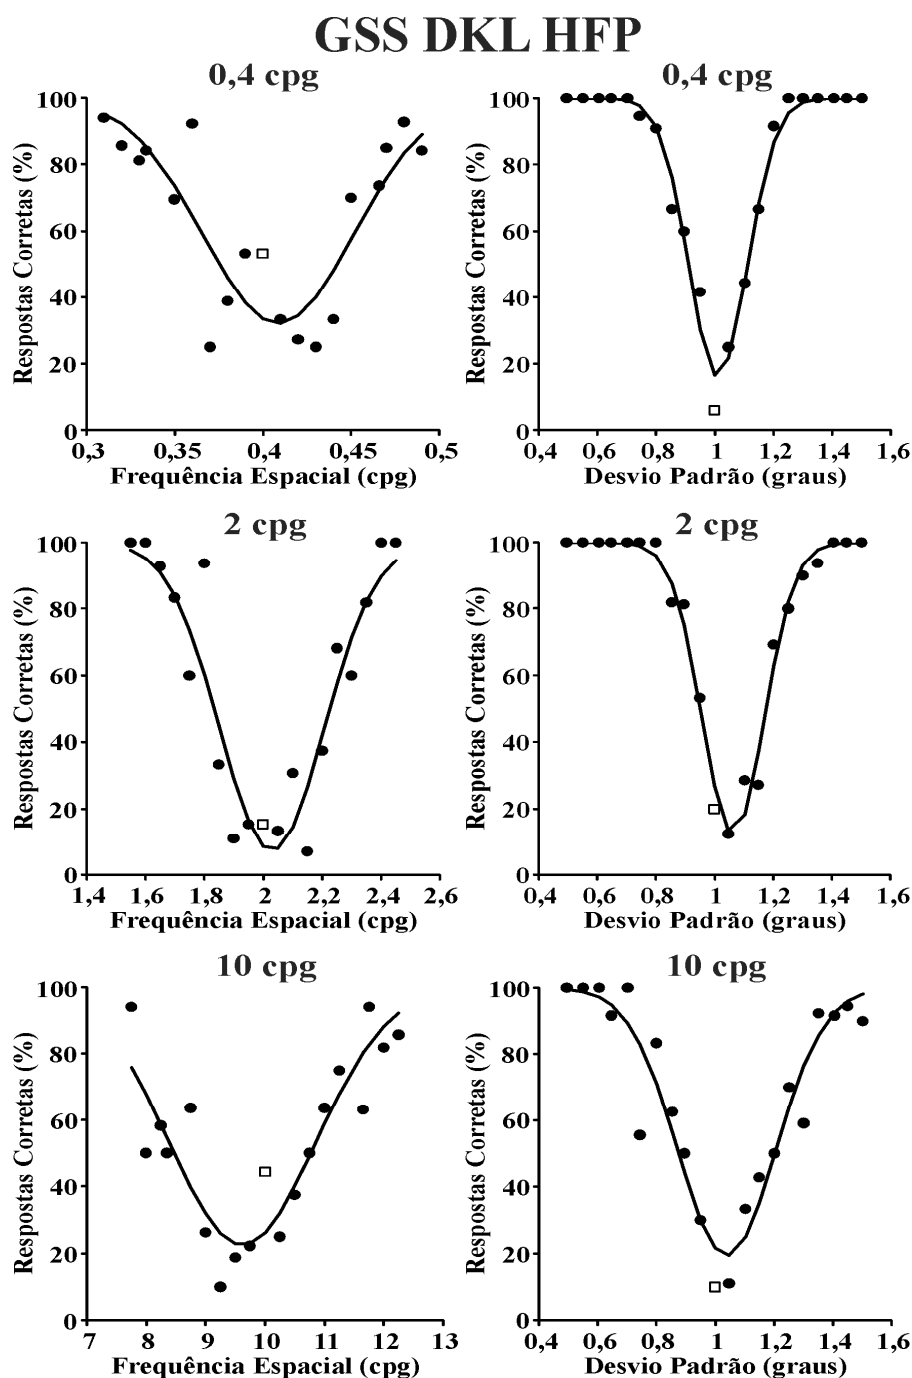 GSS DKL HFP
0,4 cpg
100
80
60
40
20
0
Respostas Corretas (%)
0,3 0,35 0,4 0,45 0,5
Frequência Espacial (cpg)
0,4 cpg
100
80
60
40
20
0
Respostas Corretas (%)
0,4 0,6 0,8 1 1,2 1,4 1,6
Desvio Padrão (graus)
2 cpg
100
80
60
40
20
0
Respostas Corretas (%)
1,4 1,6 1,8 2 2,2 2,4 2,6
Frequência Espacial (cpg)
2 cpg
100
80
60
40
20
0
Respostas Corretas (%)
0,4 0,6 0,8 1 1,2 1,4 1,6
Desvio Padrão (graus)
10 cpg
100
80
60
40
20
0
Respostas Corretas (%)
7 8 9 10 11 12 13
Frequência Espacial (cpg)
10 cpg
100
80
60
40
20
0
Respostas Corretas (%)
0,4 0,6 0,8 1 1,2 1,4 1,6
Desvio Padrão (graus)